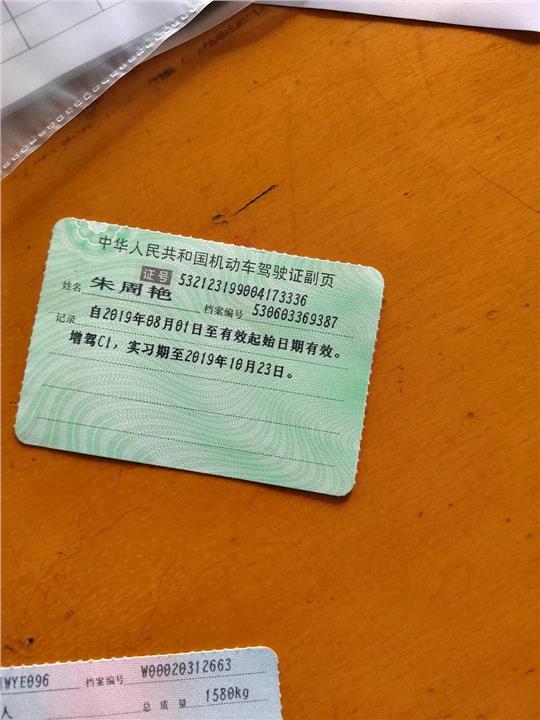 中华人民共和国机动车驾驶证副页
证号 532123199004173336
姓名 朱周艳 档案编号 530603369387
记录 自2019年08月01日至有效起始日期有效。
增驾C1，实习期至2019年10月23日。
WYE096 档案编号 W00020312663
人 总质量 1580kg